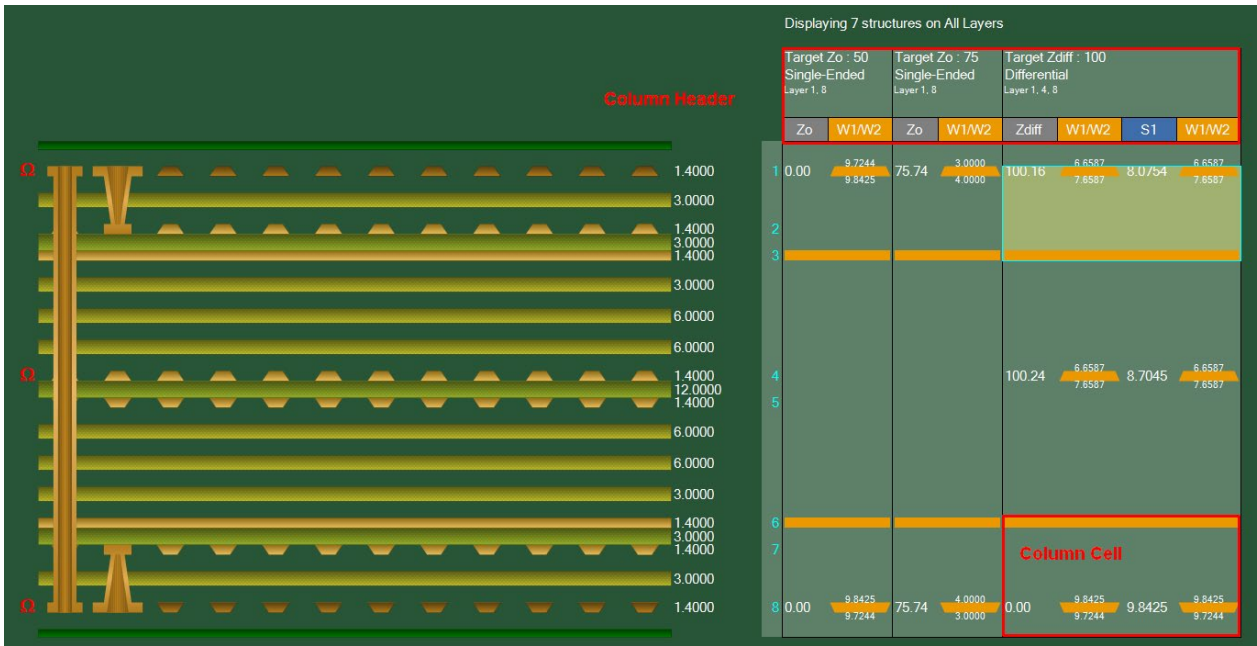 Displaying 7 structures on All Layers
Target Zo : 50 Target Zo : 75 Target Zdiff : 100
Single-Ended Single-Ended Differential
Layer 1, 8 Layer 1, 8 Layer 1, 4, 8
Column Header
Zo W1/W2 Zo W1/W2 Zdiff W1/W2 S1 W1/W2
Ω 1.4000 1 0.00 9.7244 9.8425 75.74 3.0000 4.0000 100.16 6.6587 7.6587 8.0754 6.6587 7.6587
3.0000
1.4000 2
3.0000
1.4000 3
3.0000
6.0000
6.0000
Ω 1.4000 4 100.24 6.6587 7.6587 8.7045 6.6587 7.6587
12.0000
1.4000 5
6.0000
6.0000
3.0000
1.4000 6
3.0000
1.4000 7 Column Cell
3.0000
Ω 1.4000 8 0.00 9.8425 9.7244 75.74 4.0000 3.0000 0.00 9.8425 9.7244 9.8425 9.8425 9.7244